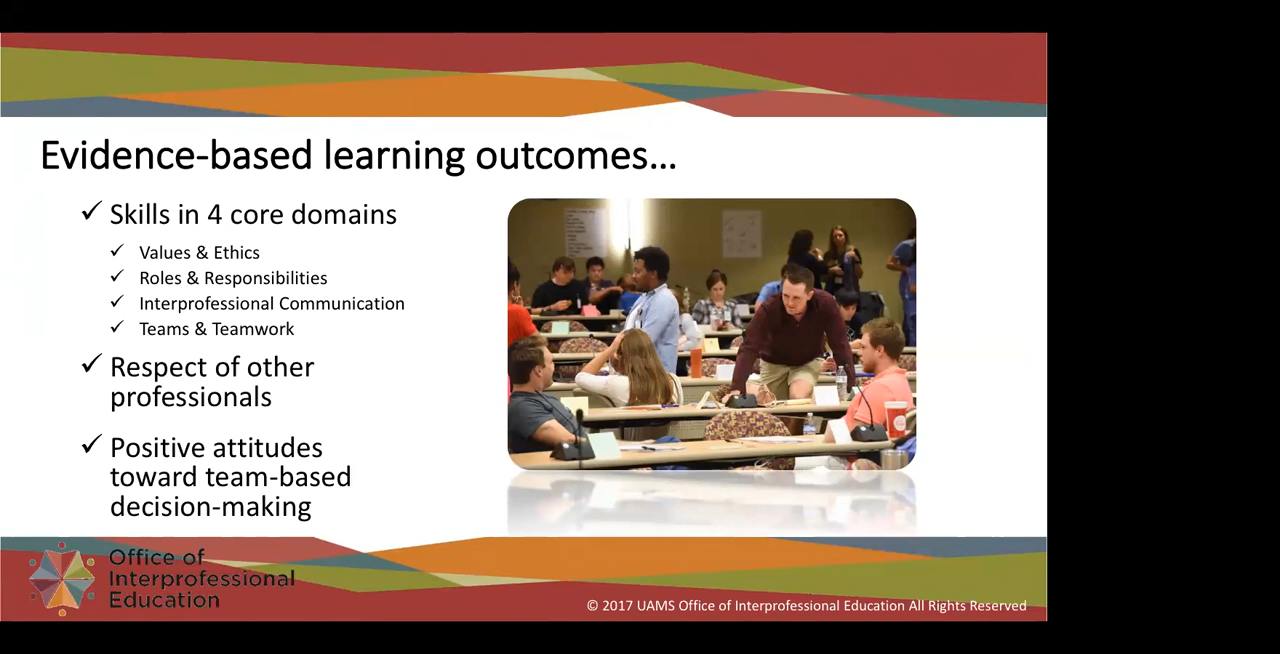 Evidence-based learning outcomes…
Skills in 4 core domains
Values & Ethics
Roles & Responsibilities
Interprofessional Communication
Teams & Teamwork
Respect of other
professionals
Positive attitudes
toward team-based
decision-making
Office of
Interprofessional
Education
© 2017 UAMS Office of Interprofessional Education All Rights Reserved